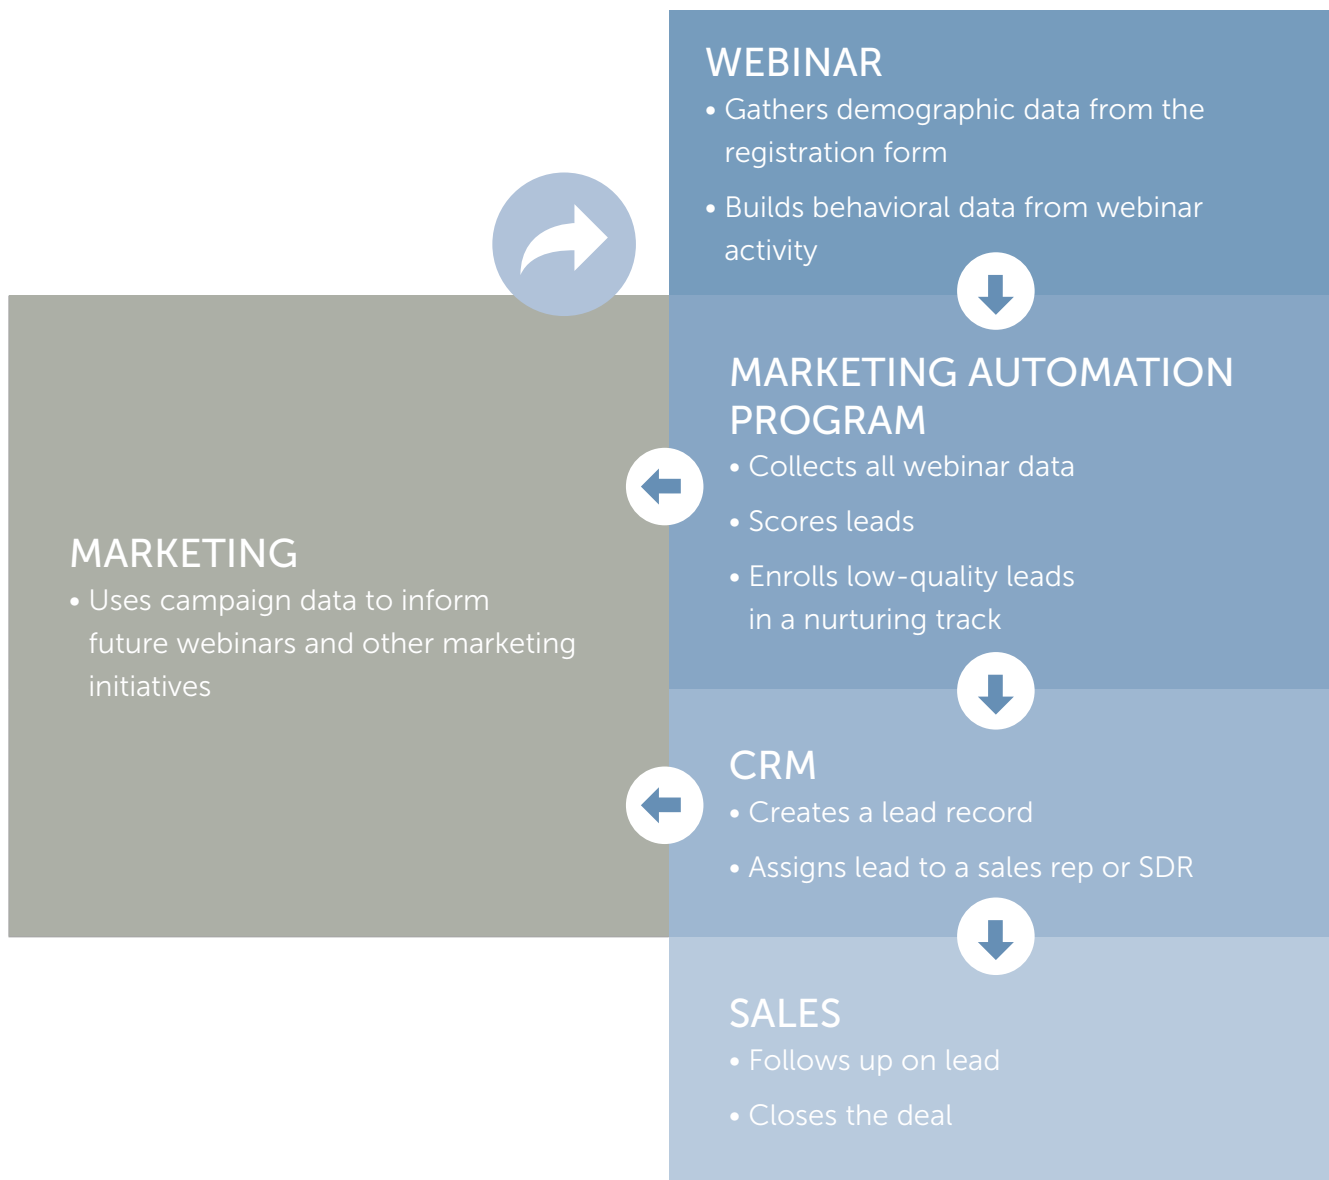 WEBINAR
• Gathers demographic data from the
registration form
• Builds behavioral data from webinar
activity
MARKETING AUTOMATION
PROGRAM
• Collects all webinar data
• Scores leads
• Enrolls low-quality leads
in a nurturing track
MARKETING
• Uses campaign data to inform
future webinars and other marketing
initiatives
CRM
• Creates a lead record
• Assigns lead to a sales rep or SDR
SALES
• Follows up on lead
• Closes the deal